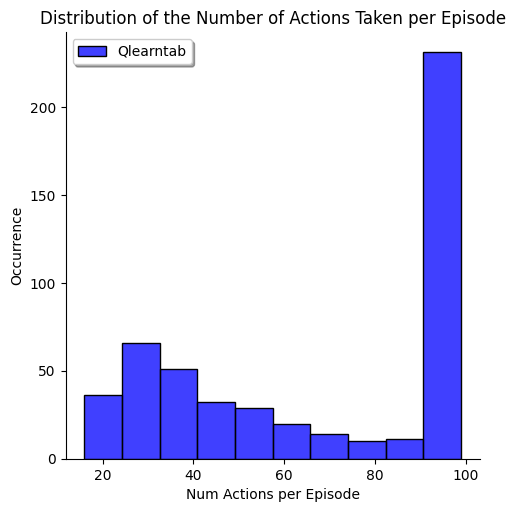 Distribution of the Number of Actions Taken per Episode
Qlearntab
200
150
100
50
0
Occurrence
20 40 60 80 100
Num Actions per Episode